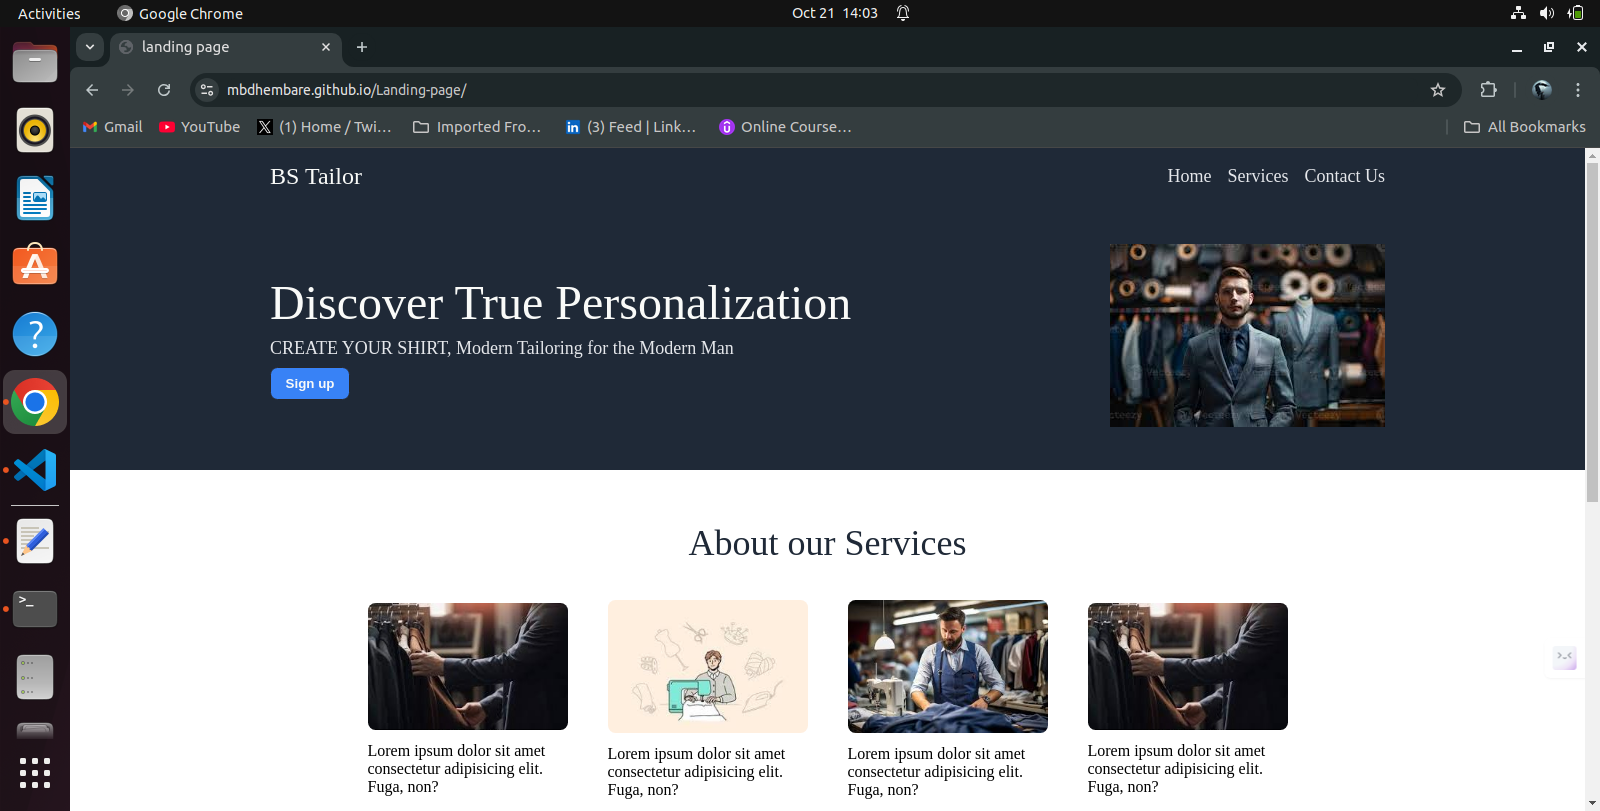 Activities
Google Chrome
Oct 21 14:03
landing page
mbdhembare.github.io/Landing-page/
Gmail
YouTube
(1) Home / Twi...
Imported Fro...
(3) Feed | Link...
Online Course...
All Bookmarks
BS Tailor
Home
Services
Contact Us
Discover True Personalization
CREATE YOUR SHIRT, Modern Tailoring for the Modern Man
Sign up
About our Services
Lorem ipsum dolor sit amet
consectetur adipisicing elit.
Fuga, non?
Lorem ipsum dolor sit amet
consectetur adipisicing elit.
Fuga, non?
Lorem ipsum dolor sit amet
consectetur adipisicing elit.
Fuga, non?
Lorem ipsum dolor sit amet
consectetur adipisicing elit.
Fuga, non?